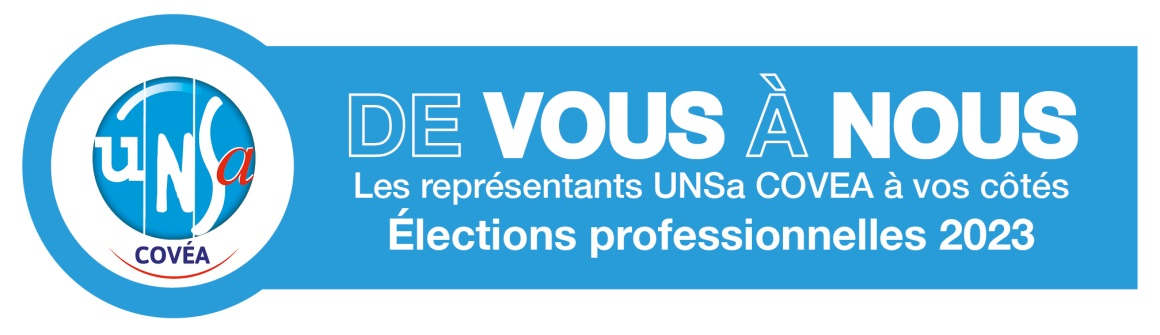 UNSa
COVÉA
DE VOUS À NOUS
Les représentants UNSa COVEA à vos côtés
Élections professionnelles 2023